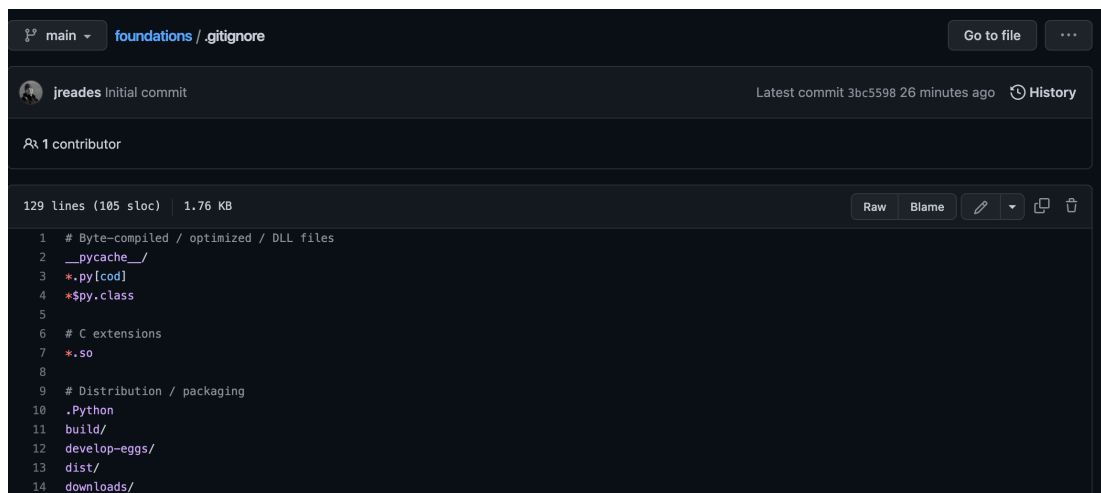 main foundations / .gitignore Go to file ...
jreades Initial commit Latest commit 3bc5598 26 minutes ago History
1 contributor
129 lines (105 sloc) 1.76 KB Raw Blame
1 # Byte-compiled / optimized / DLL files
2 __pycache__/
3 *.py[cod]
4 *$py.class
5
6 # C extensions
7 *.so
8
9 # Distribution / packaging
10 .Python
11 build/
12 develop-eggs/
13 dist/
14 downloads/